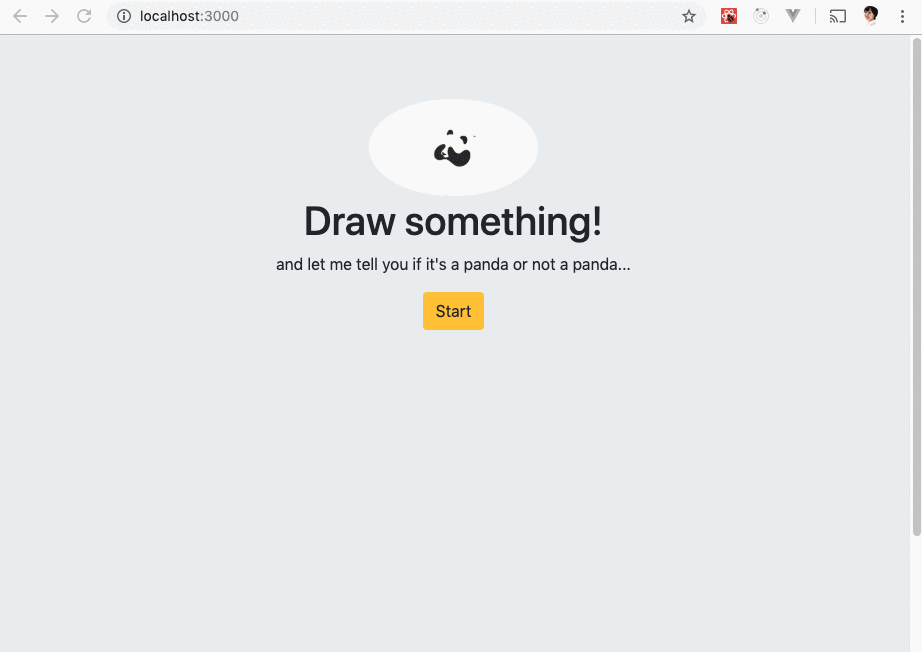 localhost:3000
Draw something!
and let me tell you if it's a panda or not a panda...
Start